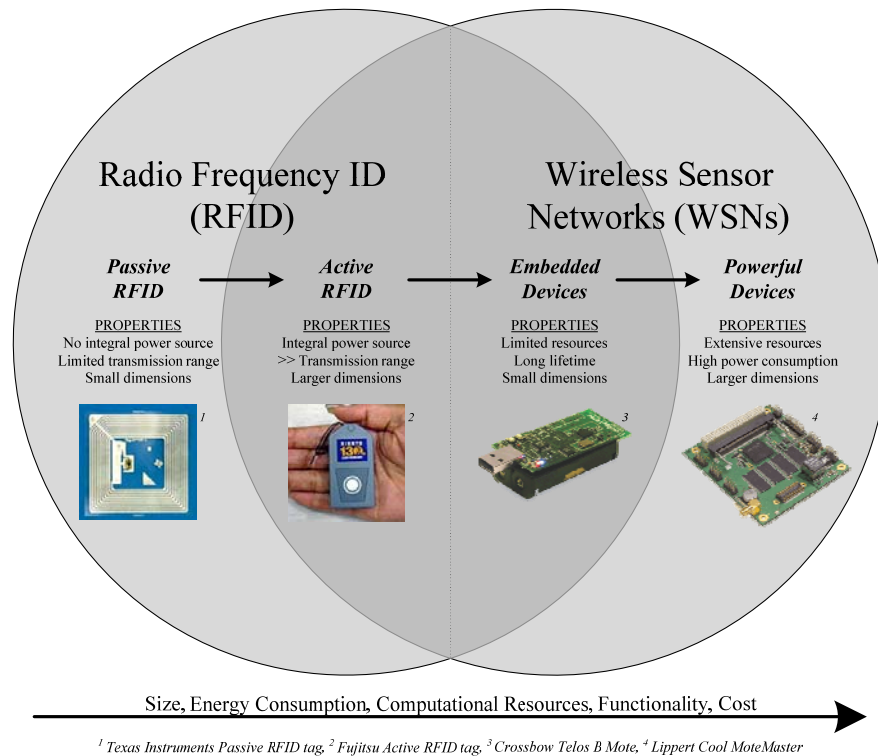 Radio Frequency ID
(RFID)
Wireless Sensor
Networks (WSNs)
Passive
RFID
Active
RFID
Embedded
Devices
Powerful
Devices
PROPERTIES
No integral power source
Limited transmission range
Small dimensions
PROPERTIES
Integral power source
>> Transmission range
Larger dimensions
PROPERTIES
Limited resources
Long lifetime
Small dimensions
PROPERTIES
Extensive resources
High power consumption
Larger dimensions
1
2
3
4
Size, Energy Consumption, Computational Resources, Functionality, Cost
1 Texas Instruments Passive RFID tag, 2 Fujitsu Active RFID tag, 3 Crossbow Telos B Mote, 4 Lippert Cool MoteMaster